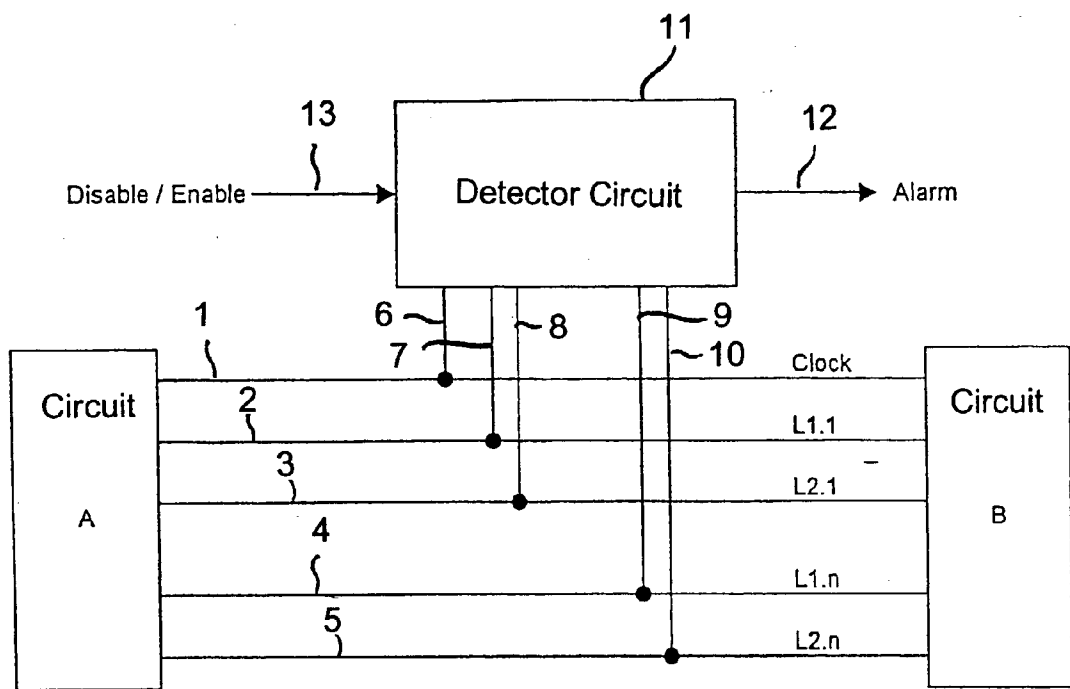 11
13
12
Disable / Enable
Detector Circuit
Alarm
6
7
8
9
10
1
Clock
Circuit
A
2
L1.1
Circuit
B
3
L2.1
4
L1.n
5
L2.n